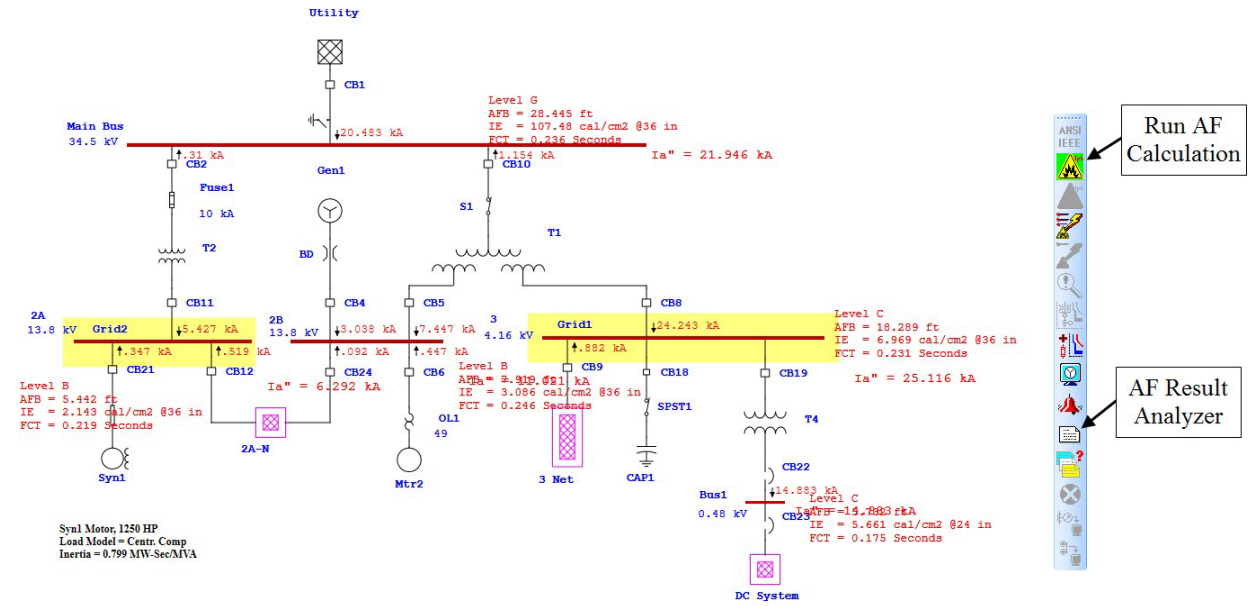 Utility
CB1
Level G
AFB = 28.445 ft
IE = 107.48 cal/cm2 @36 in
FCT = 0.236 Seconds
Main Bus
34.5 kV
20.483 kA
.31 kA
1.154 kA
Ia" = 21.946 kA
CB2
Gen1
CB10
Fuse1
10 kA
S1
T1
T2
BD
CB11
CB4
CB5
CB8
2A
13.8 kV
Grid2
5.427 kA
.347 kA
.519 kA
2B
13.8 kV
3.038 kA
7.447 kA
.092 kA
.447 kA
3
4.16 kV
Grid1
24.243 kA
.882 kA
Level C
AFB = 18.289 ft
IE = 6.969 cal/cm2 @36 in
FCT = 0.231 Seconds
CB21
CB12
Ia" = 6.292 kA
CB24
CB6
Level B
IE = 3.086 cal/cm2 @36 in
FCT = 0.246 Seconds
CB9
CB18
CB19
Ia" = 25.116 kA
Level B
AFB = 5.442 ft
IE = 2.143 cal/cm2 @36 in
FCT = 0.219 Seconds
SPST1
OL1
49
T4
2A-N
Syn1
Mtr2
3 Net
CAP1
CB22
Bus1
0.48 kV
14.883 kA
Level C
CB23
IE = 5.661 cal/cm2 @24 in
FCT = 0.175 Seconds
DC System
Syn1 Motor, 1250 HP
Load Model = Centr. Comp
Inertia = 0.799 MW-Sec/MVA
ANSI
IEEE
Run AF
Calculation
AF Result
Analyzer